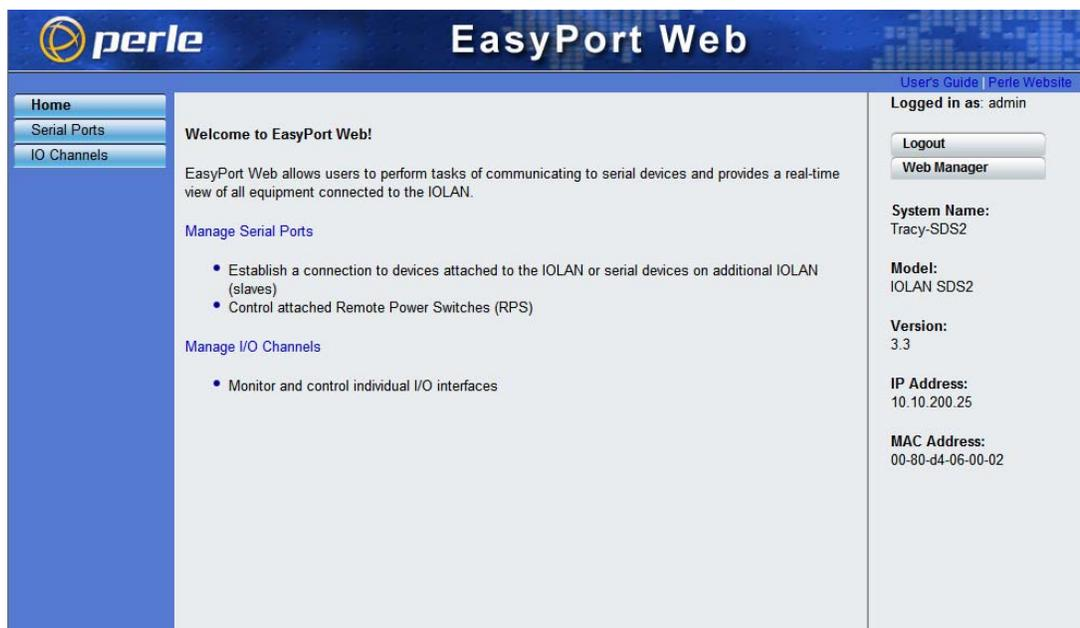 perle
EasyPort Web
User's Guide | Perle Website
Home
Serial Ports
IO Channels
Welcome to EasyPort Web!
EasyPort Web allows users to perform tasks of communicating to serial devices and provides a real-time
view of all equipment connected to the IOLAN.
Manage Serial Ports
• Establish a connection to devices attached to the IOLAN or serial devices on additional IOLAN
(slaves)
• Control attached Remote Power Switches (RPS)
Manage I/O Channels
• Monitor and control individual I/O interfaces
Logged in as: admin
Logout
Web Manager
System Name:
Tracy-SDS2
Model:
IOLAN SDS2
Version:
3.3
IP Address:
10.10.200.25
MAC Address:
00-80-d4-06-00-02